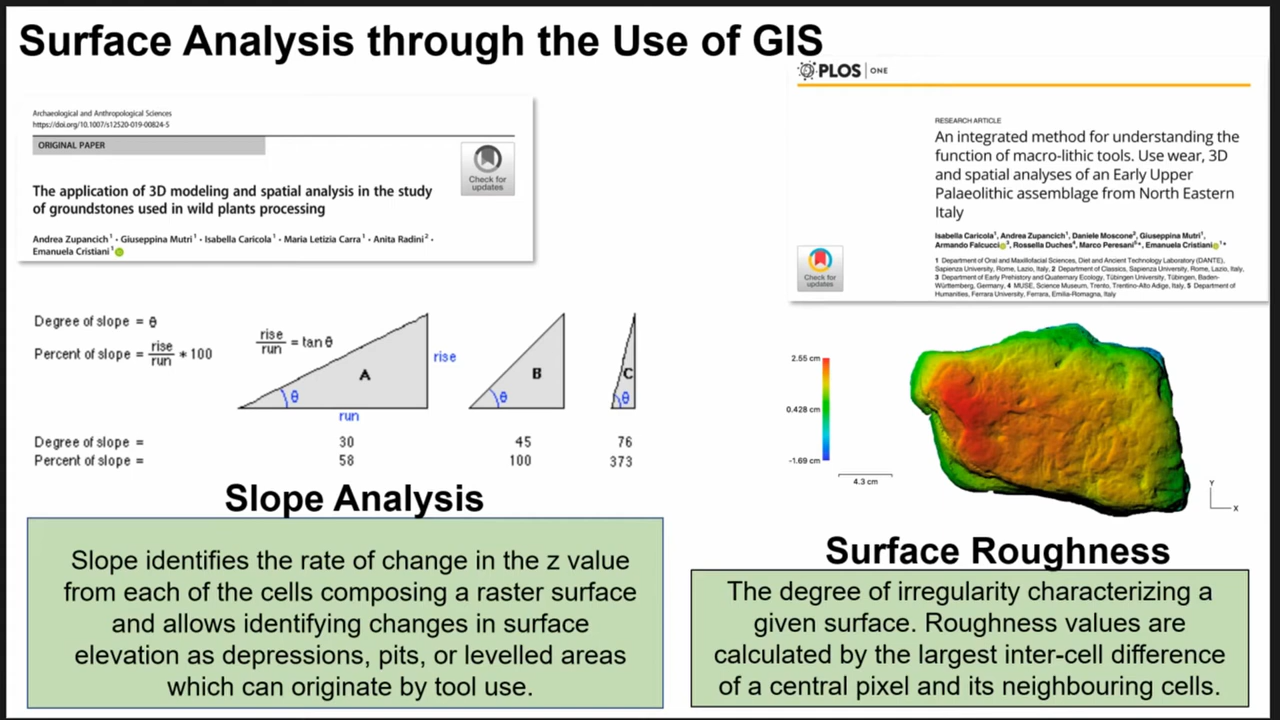 Surface Analysis through the Use of GIS
Archaeological and Anthropological Sciences
https://doi.org/10.1007/s12520-019-00824-5
ORIGINAL PAPER
Check for
updates
The application of 3D modeling and spatial analysis in the study
of groundstones used in wild plants processing
Andrea Zupancich1 · Giuseppina Mutri1 · Isabella Caricola1 · Maria Letizia Carra1 · Anita Radini2 ·
Emanuela Cristiani1
PLOS | ONE
RESEARCH ARTICLE
An integrated method for understanding the
function of macro-lithic tools. Use wear, 3D
and spatial analyses of an Early Upper
Palaeolithic assemblage from North Eastern
Italy
Isabella Caricola1, Andrea Zupancich1, Daniele Moscone2, Giuseppina Mutri1,
Armando Falcucci3, Rossella Duches4, Marco Peresani5*, Emanuela Cristiani1*
Check for
updates
1 Department of Oral and Maxillofacial Sciences, Diet and Ancient Technology Laboratory (DANTE),
Sapienza University, Rome, Lazio, Italy, 2 Department of Classics, Sapienza University, Rome, Lazio, Italy,
3 Department of Early Prehistory and Quaternary Ecology, Tübingen University, Tübingen, Baden-
Württemberg, Germany, 4 MUSE, Science Museum, Trento, Trentino-Alto Adige, Italy, 5 Department of
Humanities, Ferrara University, Ferrara, Emilia-Romagna, Italy
Degree of slope = θ
Percent of slope = rise/run * 100
rise/run = tan θ
A
θ
rise
run
B
θ
C
θ
Degree of slope = 30 45 76
Percent of slope = 58 100 373
2.55 cm
0.428 cm
-1.69 cm
4.3 cm
Y
X
Slope Analysis
Slope identifies the rate of change in the z value
from each of the cells composing a raster surface
and allows identifying changes in surface
elevation as depressions, pits, or levelled areas
which can originate by tool use.
Surface Roughness
The degree of irregularity characterizing a
given surface. Roughness values are
calculated by the largest inter-cell difference
of a central pixel and its neighbouring cells.